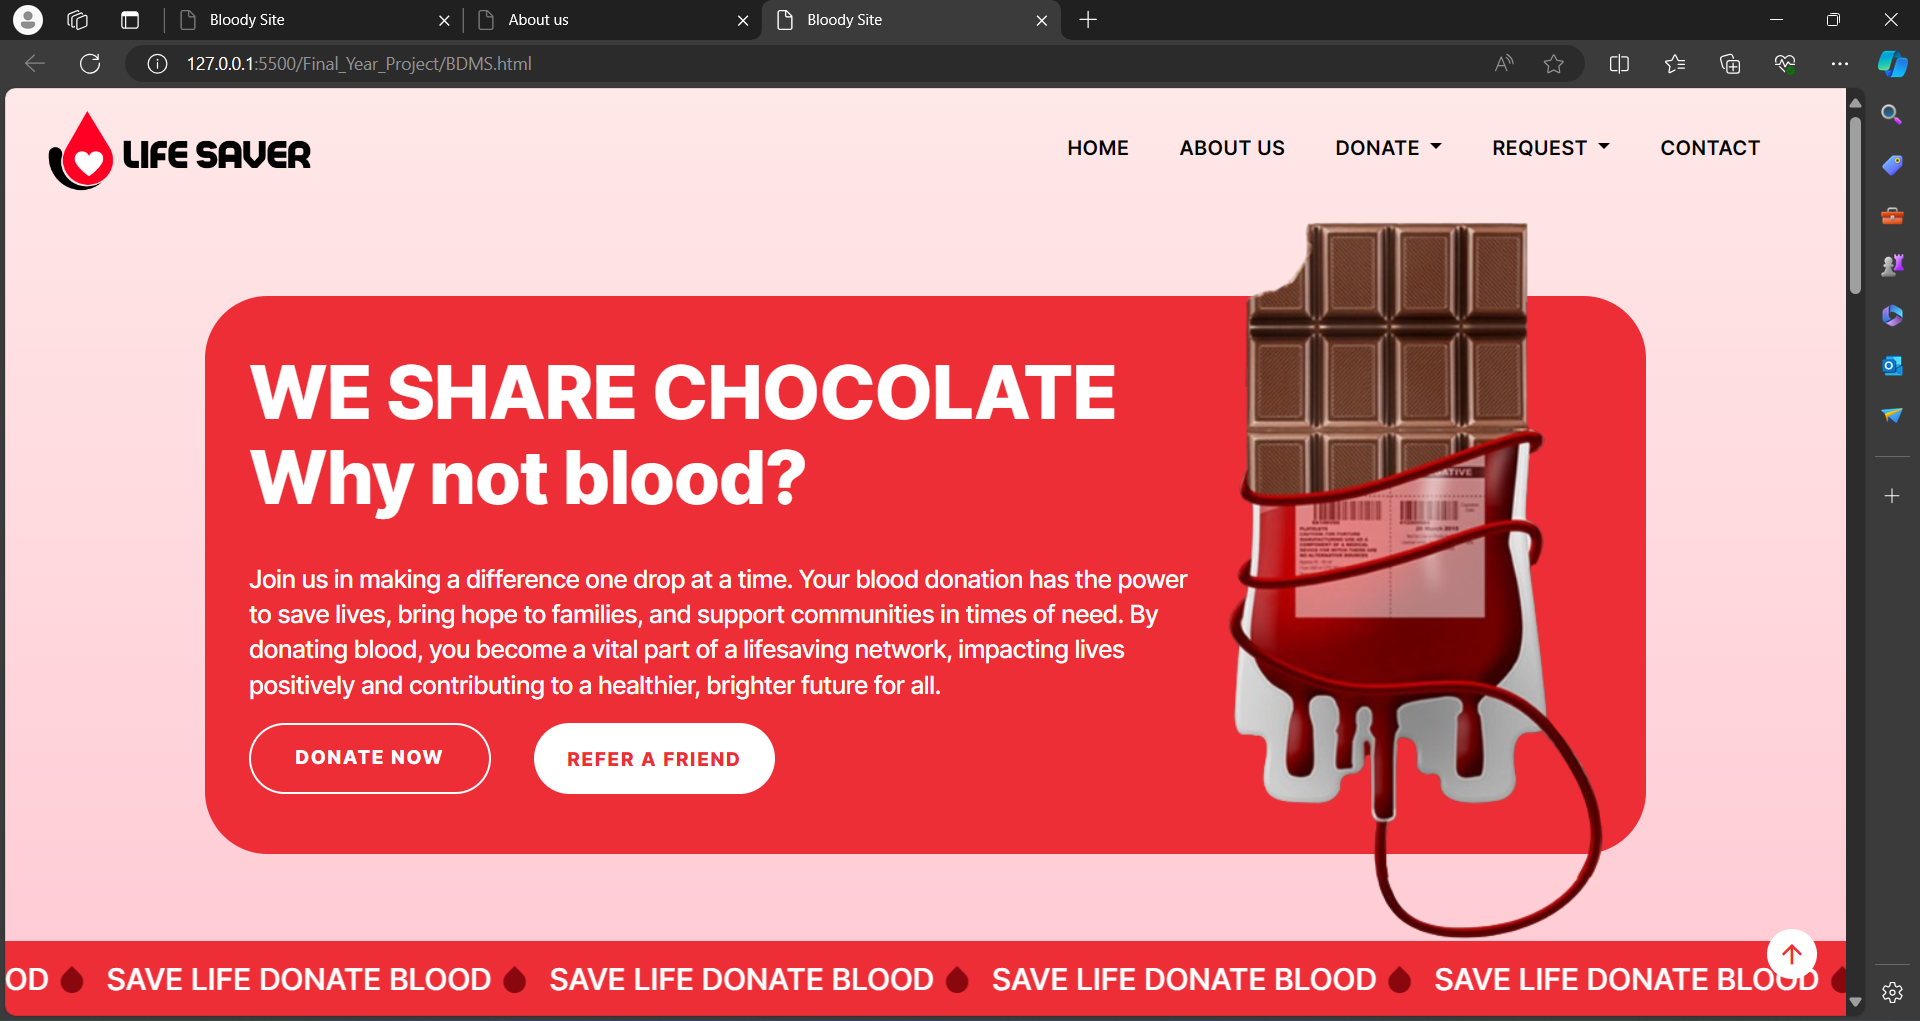 Bloody Site
About us
Bloody Site
127.0.0.1:5500/Final_Year_Project/BDMS.html
LIFE SAVER
HOME
ABOUT US
DONATE
REQUEST
CONTACT
WE SHARE CHOCOLATE
Why not blood?
Join us in making a difference one drop at a time. Your blood donation has the power
to save lives, bring hope to families, and support communities in times of need. By
donating blood, you become a vital part of a lifesaving network, impacting lives
positively and contributing to a healthier, brighter future for all.
DONATE NOW
REFER A FRIEND
ATIVE
PLATELETS
OD SAVE LIFE DONATE BLOOD SAVE LIFE DONATE BLOOD SAVE LIFE DONATE BLOOD SAVE LIFE DONATE BLOOD